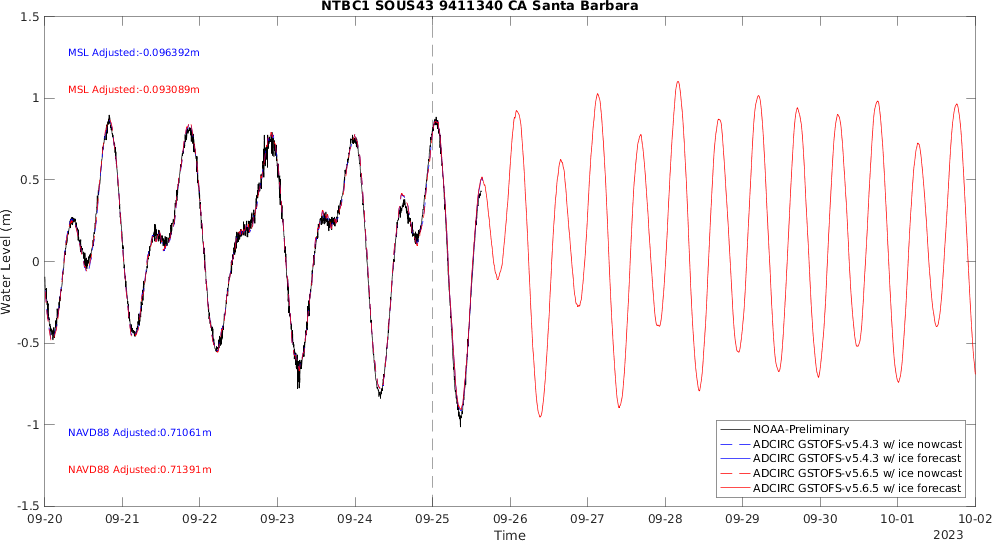 NTBC1 SOUS43 9411340 CA Santa Barbara
1.5
MSL Adjusted:-0.096392m
MSL Adjusted:-0.093089m
1
0.5
0
-0.5
-1
-1.5
Water Level (m)
NAVD88 Adjusted:0.71061m
NAVD88 Adjusted:0.71391m
NOAA-Preliminary
ADCIRC GSTOFS-v5.4.3 w/ ice nowcast
ADCIRC GSTOFS-v5.4.3 w/ ice forecast
ADCIRC GSTOFS-v5.6.5 w/ ice nowcast
ADCIRC GSTOFS-v5.6.5 w/ ice forecast
09-20 09-21 09-22 09-23 09-24 09-25 09-26 09-27 09-28 09-29 09-30 10-01 10-02
Time
2023